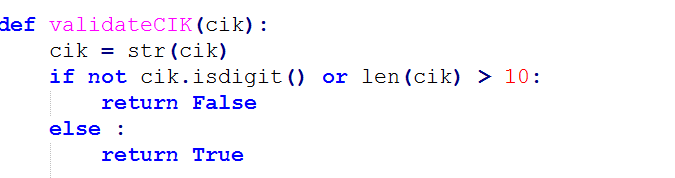 def validateCIK(cik):
    cik = str(cik)
    if not cik.isdigit() or len(cik) > 10:
        return False
    else :
        return True